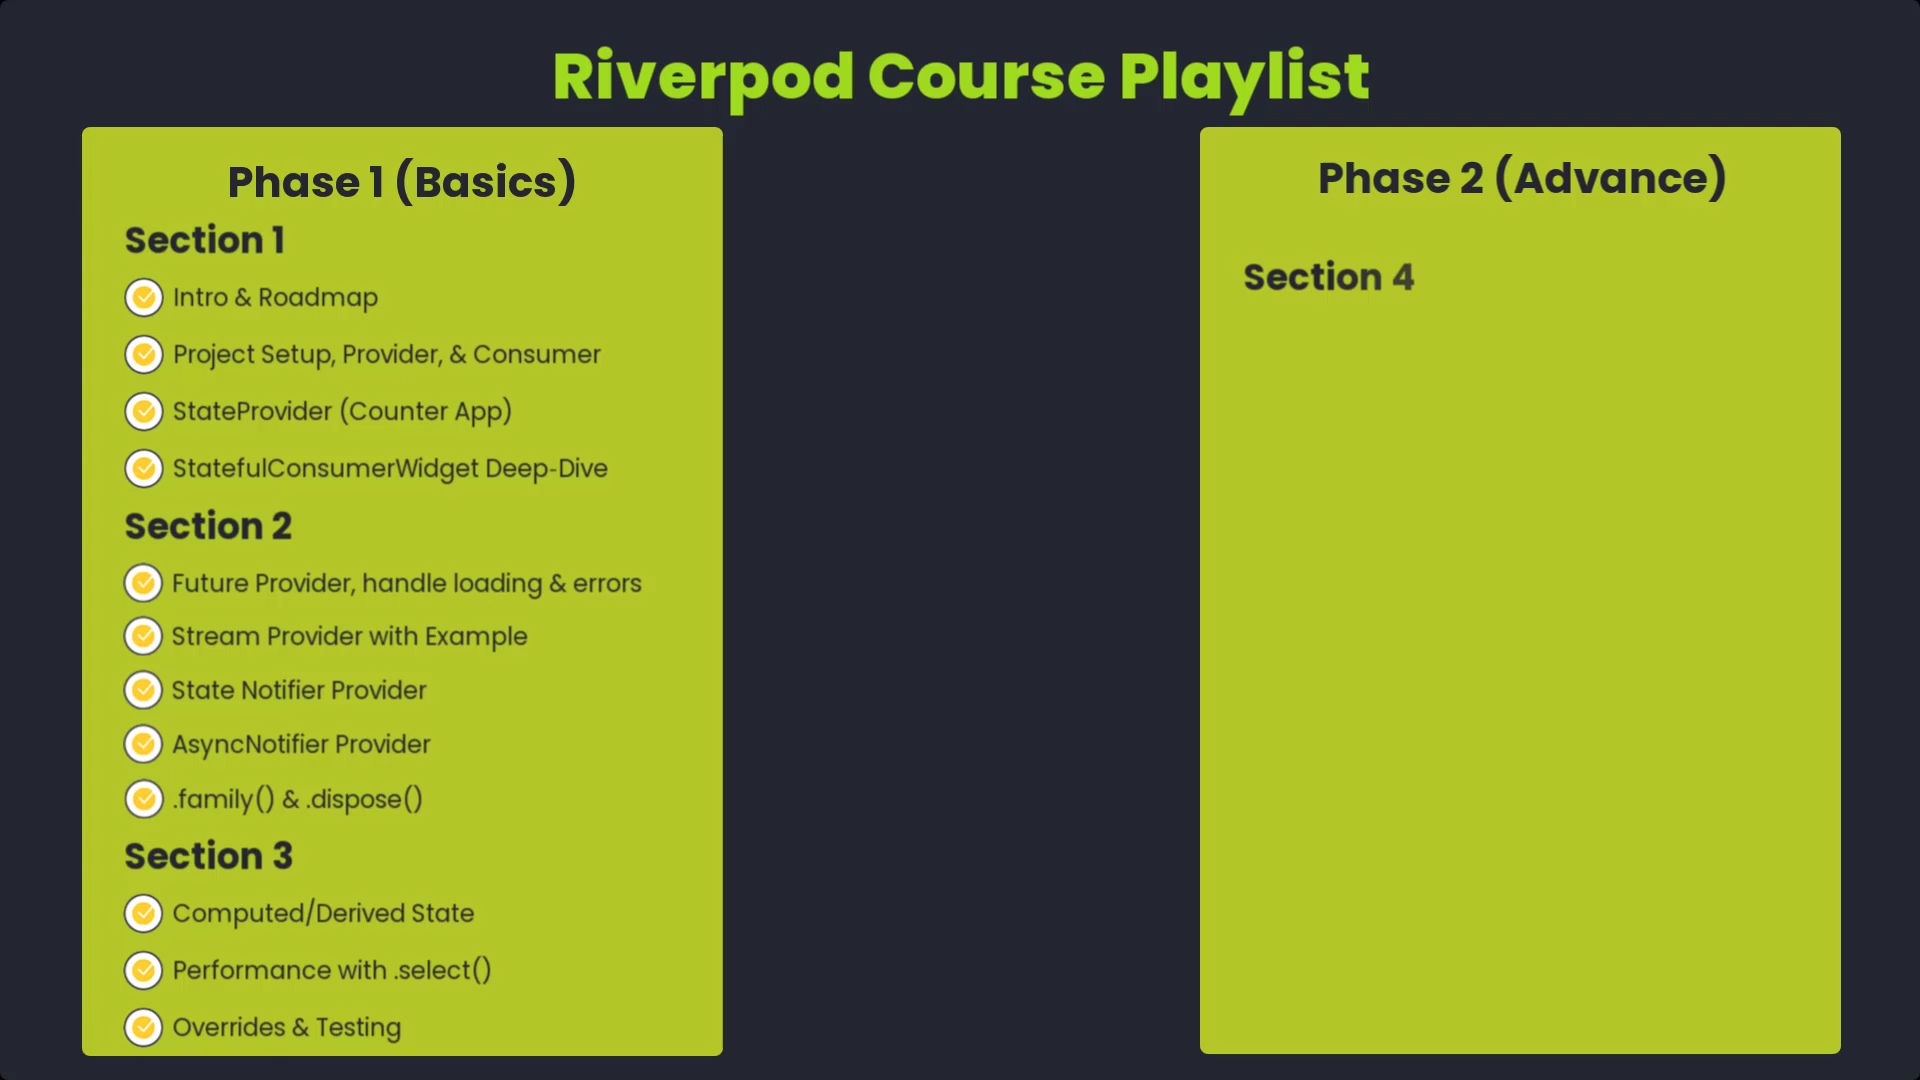 Riverpod Course Playlist
Phase 1 (Basics)
Section 1
Intro & Roadmap
Project Setup, Provider, & Consumer
StateProvider (Counter App)
StatefulConsumerWidget Deep-Dive
Section 2
Future Provider, handle loading & errors
Stream Provider with Example
State Notifier Provider
AsyncNotifier Provider
.family() & .dispose()
Section 3
Computed/Derived State
Performance with .select()
Overrides & Testing
Phase 2 (Advance)
Section 4